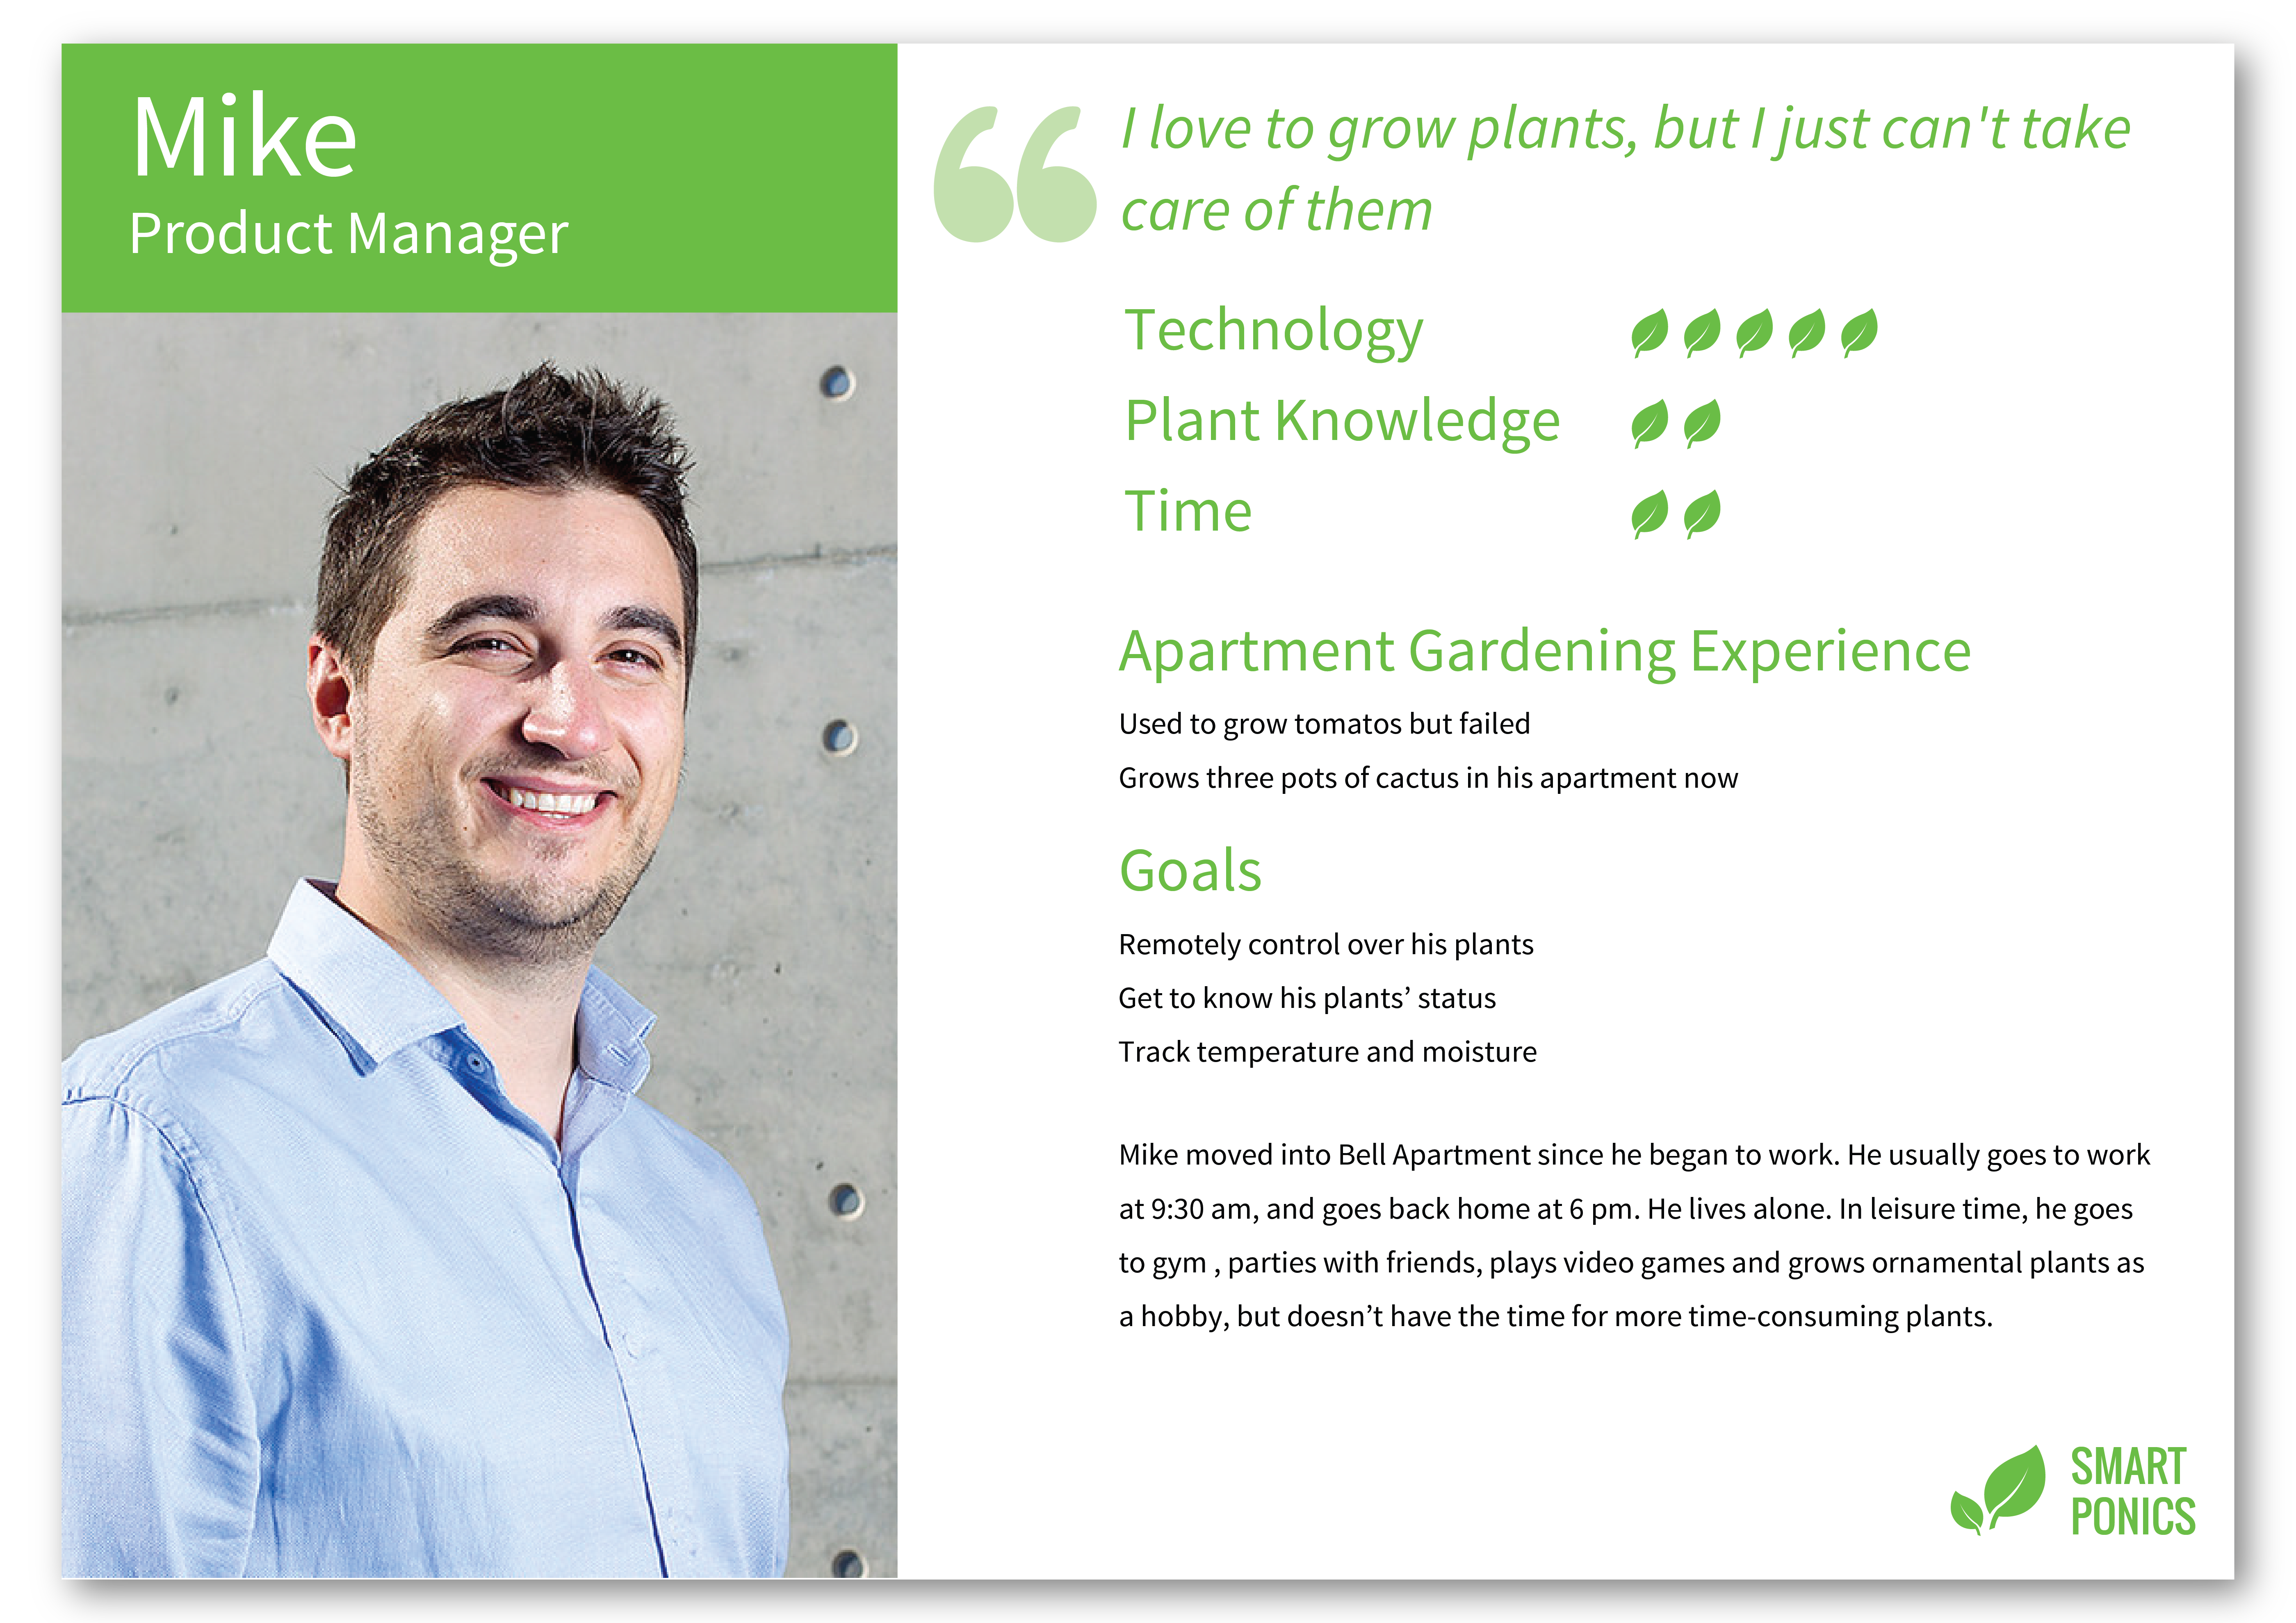 Mike
Product Manager
I love to grow plants, but I just can't take
care of them
Technology
Plant Knowledge
Time
Apartment Gardening Experience
Used to grow tomatos but failed
Grows three pots of cactus in his apartment now
Goals
Remotely control over his plants
Get to know his plants’ status
Track temperature and moisture
Mike moved into Bell Apartment since he began to work. He usually goes to work
at 9:30 am, and goes back home at 6 pm. He lives alone. In leisure time, he goes
to gym , parties with friends, plays video games and grows ornamental plants as
a hobby, but doesn’t have the time for more time-consuming plants.
SMART
PONICS